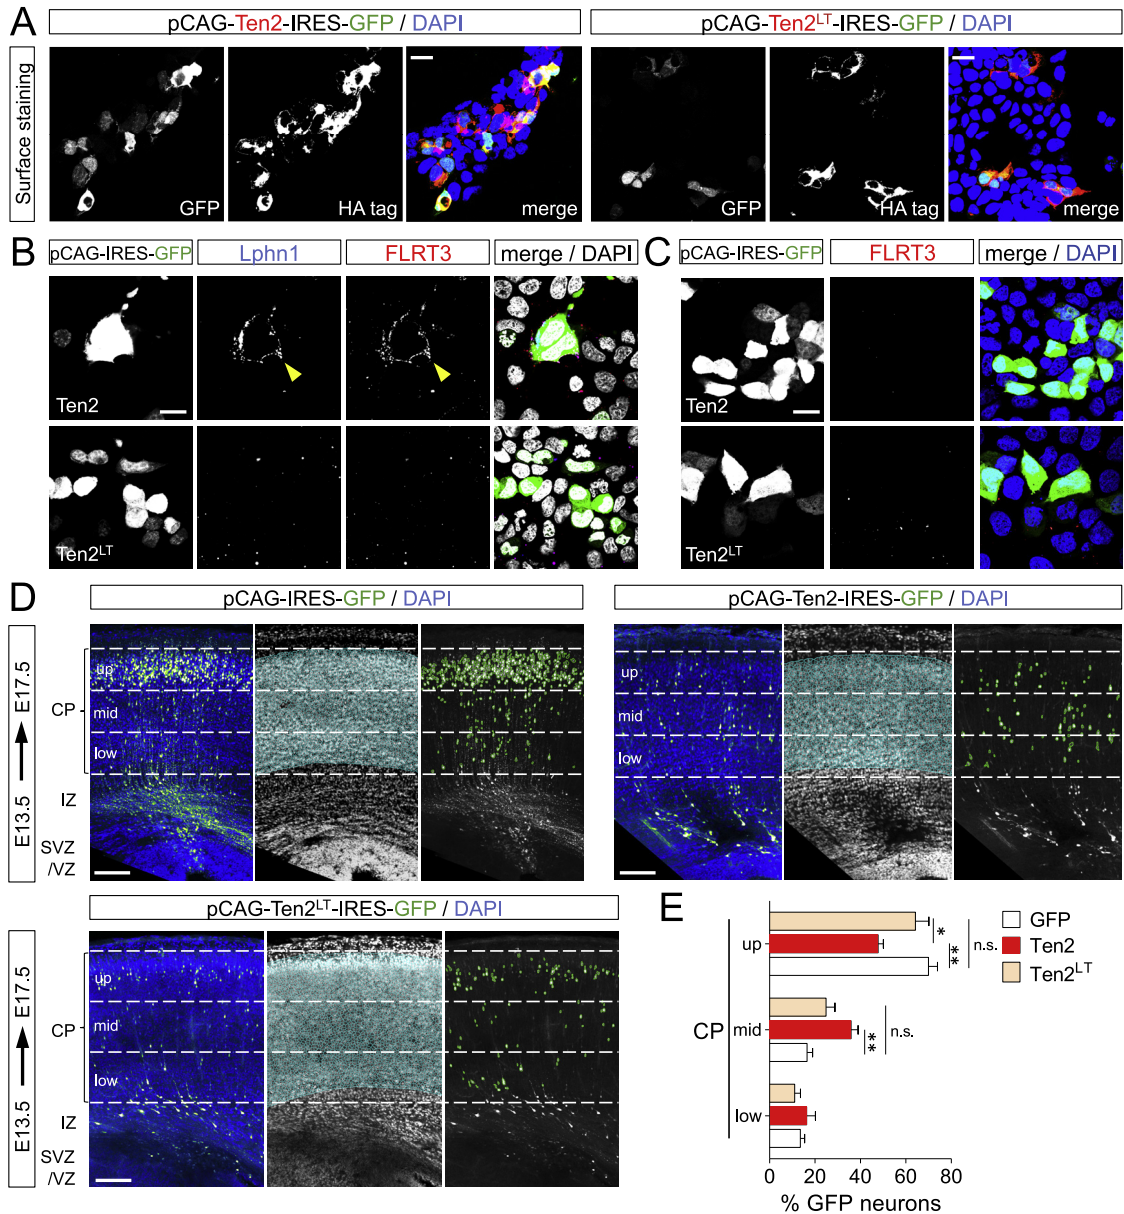 A
pCAG-Ten2-IRES-GFP / DAPI
pCAG-Ten2LT-IRES-GFP / DAPI
Surface staining
GFP
HA tag
merge
GFP
HA tag
merge
B
pCAG-IRES-GFP
Lphn1
FLRT3
merge / DAPI
Ten2
Ten2LT
C
pCAG-IRES-GFP
FLRT3
merge / DAPI
Ten2
Ten2LT
D
pCAG-IRES-GFP / DAPI
pCAG-Ten2-IRES-GFP / DAPI
E13.5
E17.5
CP
up
mid
low
IZ
SVZ
/VZ
up
mid
low
pCAG-Ten2LT-IRES-GFP / DAPI
E13.5
E17.5
CP
up
mid
low
IZ
SVZ
/VZ
E
GFP
Ten2
Ten2LT
CP
up
mid
low
*
**
n.s.
**
n.s.
0 20 40 60 80
% GFP neurons